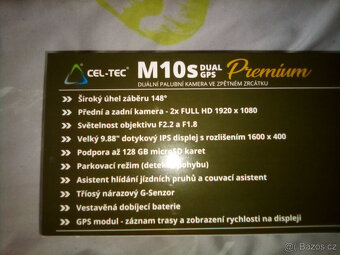 CEL-TEC® M10s DUAL GPS Premium
DUÁLNÍ PALUBNÍ KAMERA VE ZPĚTNÉM ZRCÁTKU
Široký úhel záběru 148°
Přední a zadní kamera - 2x FULL HD 1920 x 1080
Světelnost objektivu F2.2 a F1.8
Velký 9.88" dotykový IPS displej s rozlišením 1600 x 400
Podpora až 128 GB microSD karet
Parkovací režim (detekce pohybu)
Asistent hlídání jízdních pruhů a couvací asistent
Tříosý nárazový G-Senzor
Vestavěná dobíjecí baterie
GPS modul - záznam trasy a zobrazení rychlosti na displeji
Sbazoš.cz